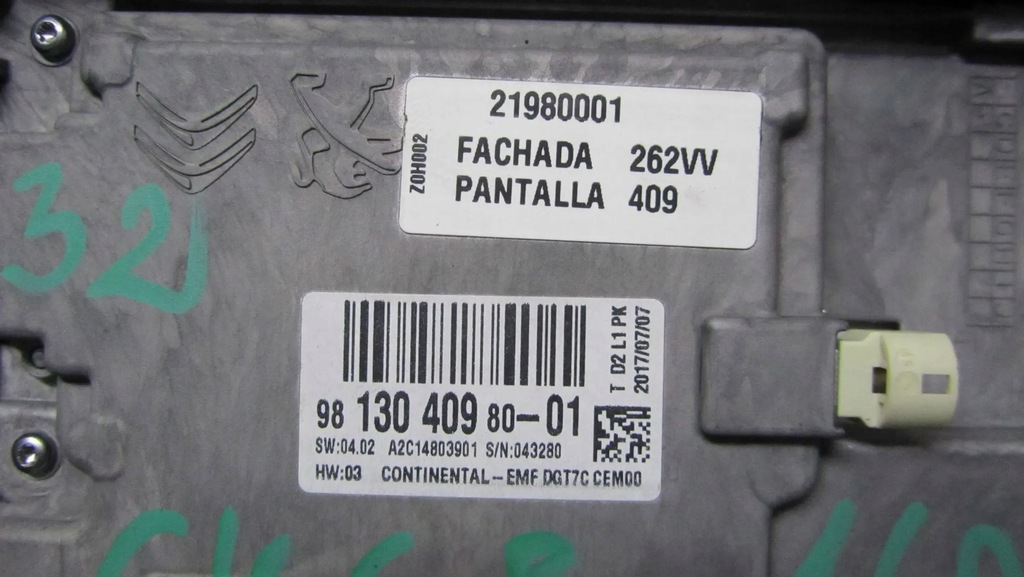 21980001
Z0H002
FACHADA 262VV
PANTALLA 409
32
T D2 L1 PK
2017/07/07
98 130 409 80-01
SW:04.02 A2C14803901 S/N:043280
HW:03 CONTINENTAL-EMF DGT7C CEM00